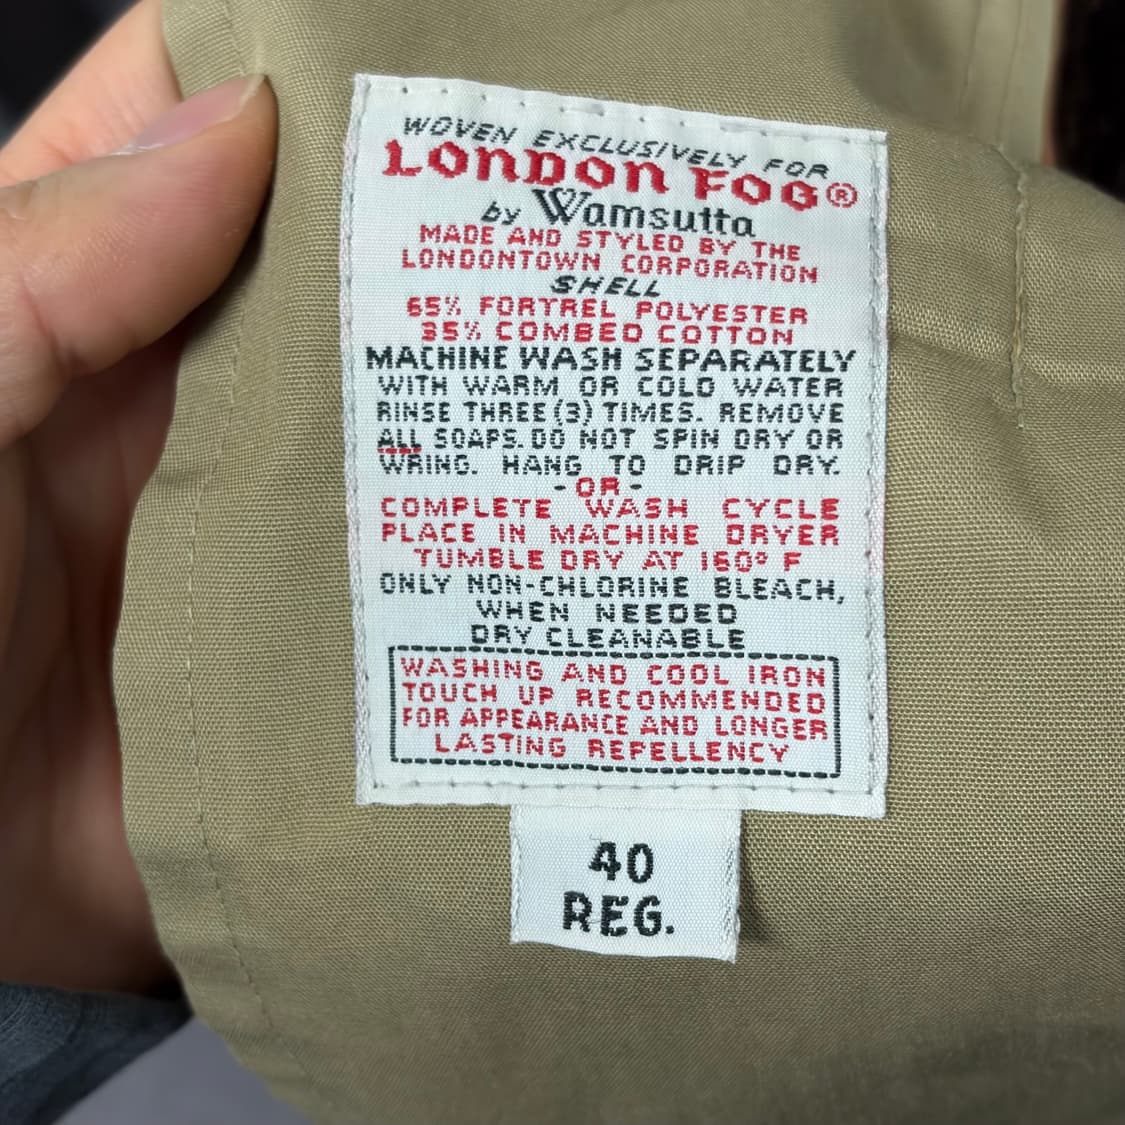 WOVEN EXCLUSIVELY FOR
LONDON FOG®
by Wamsutta
MADE AND STYLED BY THE
LONDONTOWN CORPORATION
SHELL
65% FORTREL POLYESTER
35% COMBED COTTON
MACHINE WASH SEPARATELY
WITH WARM OR COLD WATER
RINSE THREE (3) TIMES. REMOVE
ALL SOAPS. DO NOT SPIN DRY OR
WRING. HANG TO DRIP DRY.
-OR-
COMPLETE WASH CYCLE
PLACE IN MACHINE DRYER
TUMBLE DRY AT 160° F
ONLY NON-CHLORINE BLEACH,
WHEN NEEDED
DRY CLEANABLE
WASHING AND COOL IRON
TOUCH UP RECOMMENDED
FOR APPEARANCE AND LONGER
LASTING REPELLENCY
40
REG.